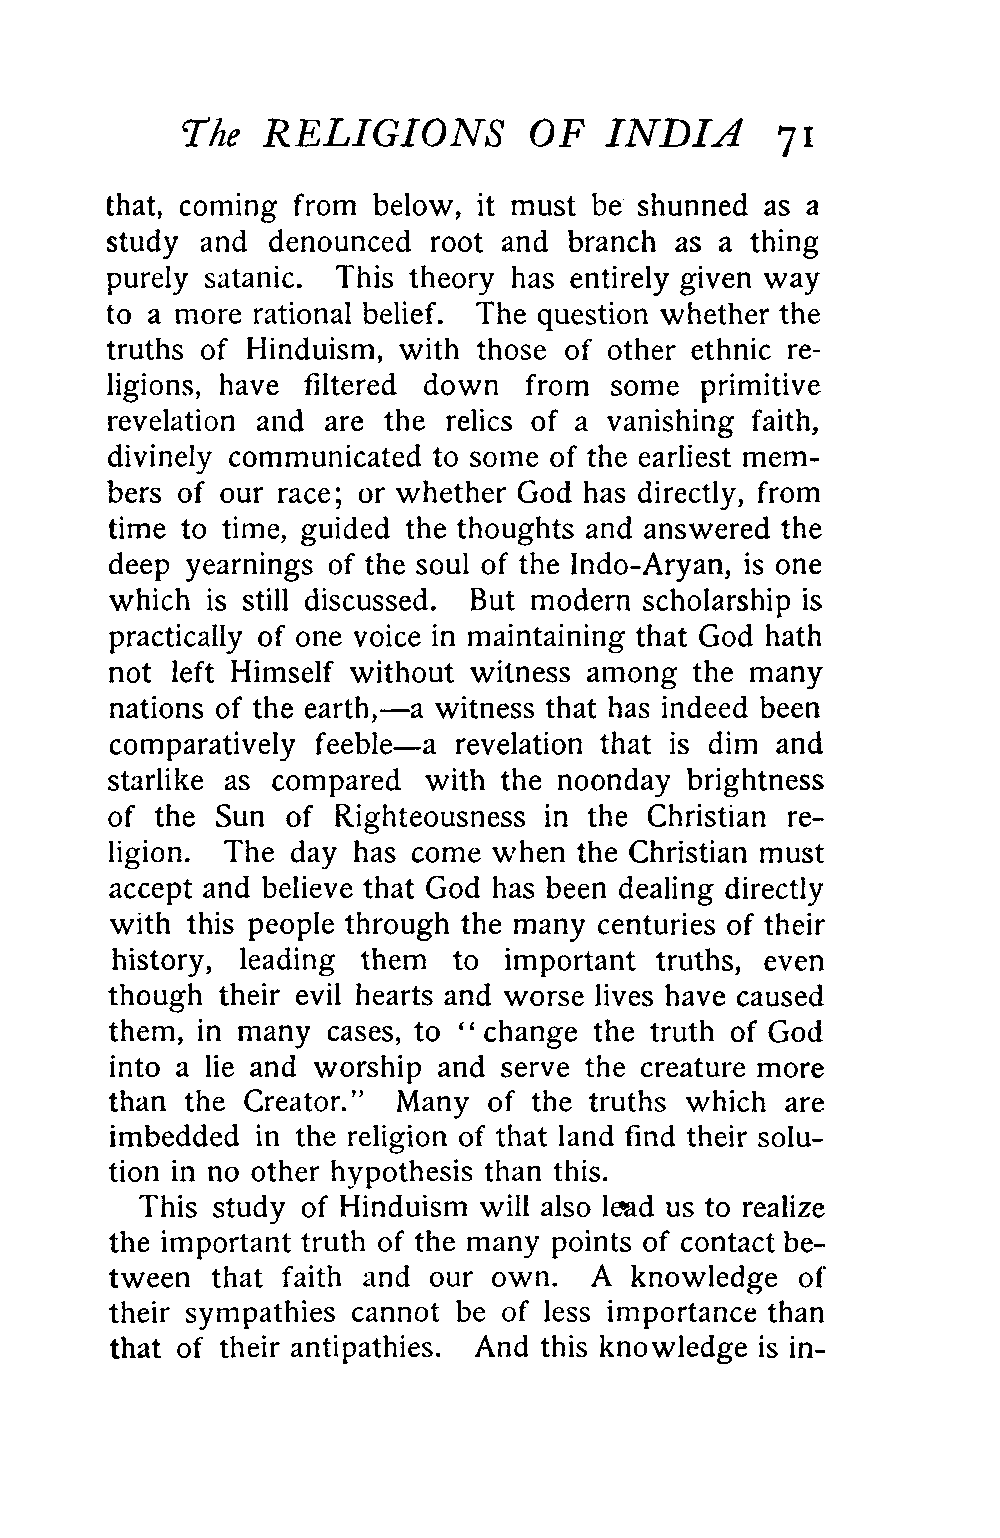 The RELIGIONS OF INDIA 71
that, coming from below, it must be shunned as a
study and denounced root and branch as a thing
purely satanic. This theory has entirely given way
to a more rational belief. The question whether the
truths of Hinduism, with those of other ethnic re-
ligions, have filtered down from some primitive
revelation and are the relics of a vanishing faith,
divinely communicated to some of the earliest mem-
bers of our race; or whether God has directly, from
time to time, guided the thoughts and answered the
deep yearnings of the soul of the Indo-Aryan, is one
which is still discussed. But modern scholarship is
practically of one voice in maintaining that God hath
not left Himself without witness among the many
nations of the earth,—a witness that has indeed been
comparatively feeble—a revelation that is dim and
starlike as compared with the noonday brightness
of the Sun of Righteousness in the Christian re-
ligion. The day has come when the Christian must
accept and believe that God has been dealing directly
with this people through the many centuries of their
history, leading them to important truths, even
though their evil hearts and worse lives have caused
them, in many cases, to "change the truth of God
into a lie and worship and serve the creature more
than the Creator." Many of the truths which are
imbedded in the religion of that land find their solu-
tion in no other hypothesis than this.
This study of Hinduism will also lead us to realize
the important truth of the many points of contact be-
tween that faith and our own. A knowledge of
their sympathies cannot be of less importance than
that of their antipathies. And this knowledge is in-